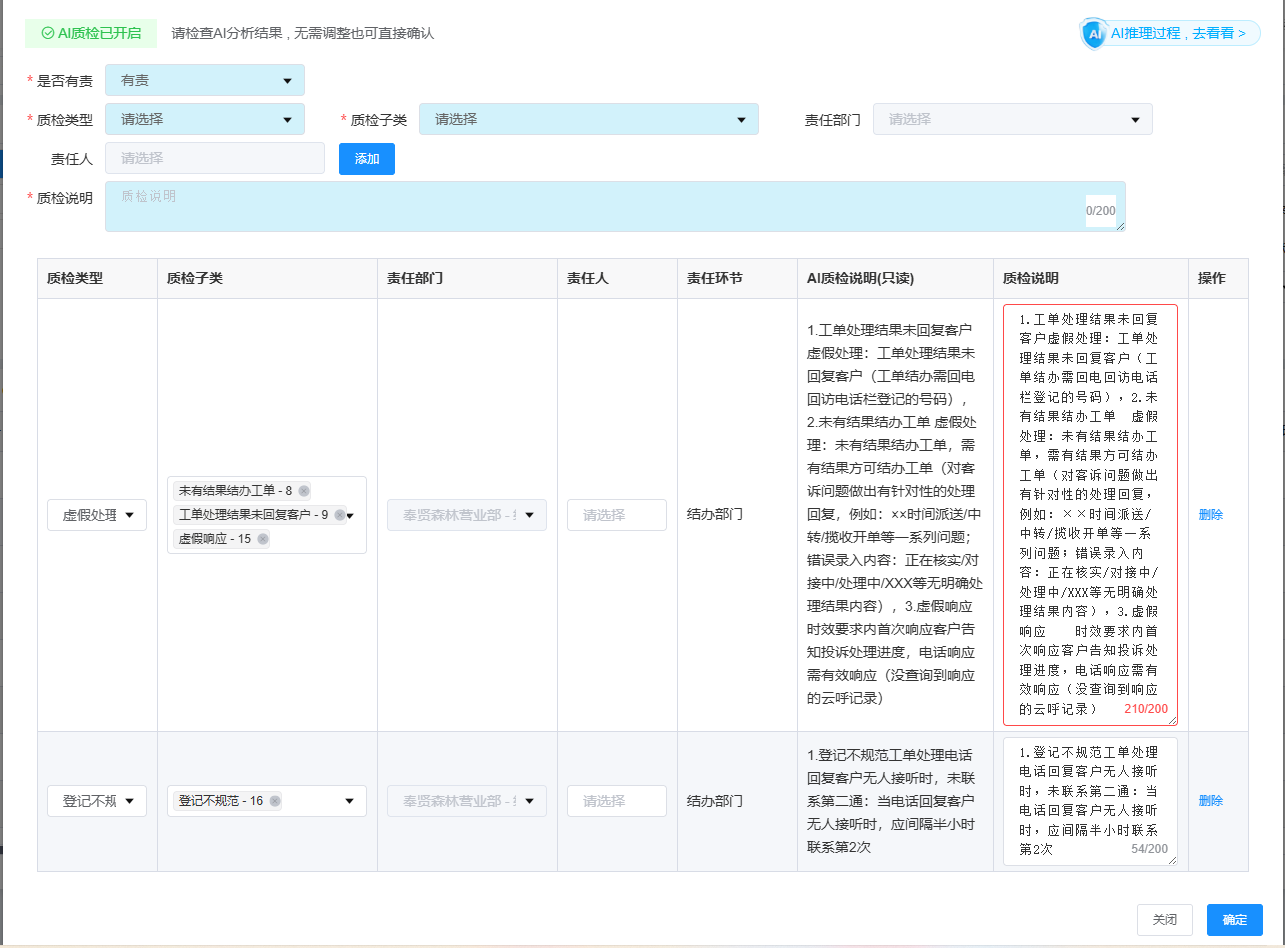 AI质检已开启 请检查AI分析结果，无需调整也可直接确认 AI AI推理过程，去看看 >
* 是否有责 有责
* 质检类型 请选择 * 质检子类 请选择 责任部门 请选择
责任人 请选择 添加
* 质检说明 质检说明
0/200
质检类型 质检子类 责任部门 责任人 责任环节 AI质检说明(只读) 质检说明 操作
虚假处理
未有结果结办工单 - 8
工单处理结果未回复客户 - 9
虚假响应 - 15
奉贤森林营业部 -
请选择
结办部门
1.工单处理结果未回复客户
虚假处理：工单处理结果未
回复客户（工单结办需回电
回访电话栏登记的号码），
2.未有结果结办工单 虚假处
理：未有结果结办工单，需
有结果方可结办工单（对客
诉问题做出有针对性的处理
回复，例如：××时间派送/中
转/揽收开单等一系列问题；
错误录入内容：正在核实/对
接中/处理中/XXX等无明确处
理结果内容），3.虚假响应
时效要求内首次响应客户告
知投诉处理进度，电话响应
需有效响应（没查询到响应
的云呼记录）
1.工单处理结果未回复
客户虚假处理：工单处
理结果未回复客户（工
单结办需回电回访电话
栏登记的号码），2.未
有结果结办工单 虚假
处理：未有结果结办工
单，需有结果方可结办
工单（对客诉问题做出
有针对性的处理回复，
例如：××时间派送/
中转/揽收开单等一系
列问题；错误录入内
容：正在核实/对接中/
处理中/XXX等无明确处
理结果内容），3.虚假
响应 时效要求内首
次响应客户告知投诉处
理进度，电话响应需有
效响应（没查询到响应
的云呼记录） 210/200
删除
登记不规
登记不规范 - 16
奉贤森林营业部 -
请选择
结办部门
1.登记不规范工单处理电话
回复客户无人接听时，未联
系第二通：当电话回复客户
无人接听时，应间隔半小时
联系第2次
1.登记不规范工单处理
电话回复客户无人接听
时，未联系第二通：当
电话回复客户无人接听
时，应间隔半小时联系
第2次 54/200
删除
关闭 确定